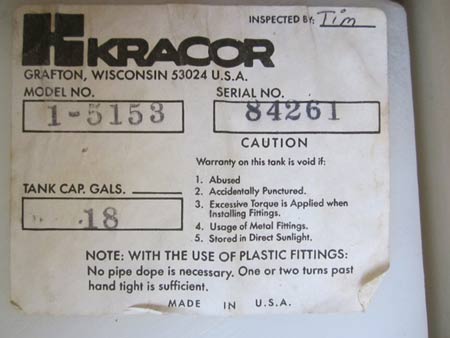 INSPECTED BY: Tim
KRACOR
GRAFTON, WISCONSIN 53024 U.S.A.
MODEL NO. SERIAL NO.
1-5153 84261
CAUTION
Warranty on this tank is void if:
1. Abused
2. Accidentally Punctured.
3. Excessive Torque is Applied when
Installing Fittings.
4. Usage of Metal Fittings.
5. Stored in Direct Sunlight.
TANK CAP. GALS.
18
NOTE: WITH THE USE OF PLASTIC FITTINGS:
No pipe dope is necessary. One or two turns past
hand tight is sufficient.
MADE IN U.S.A.